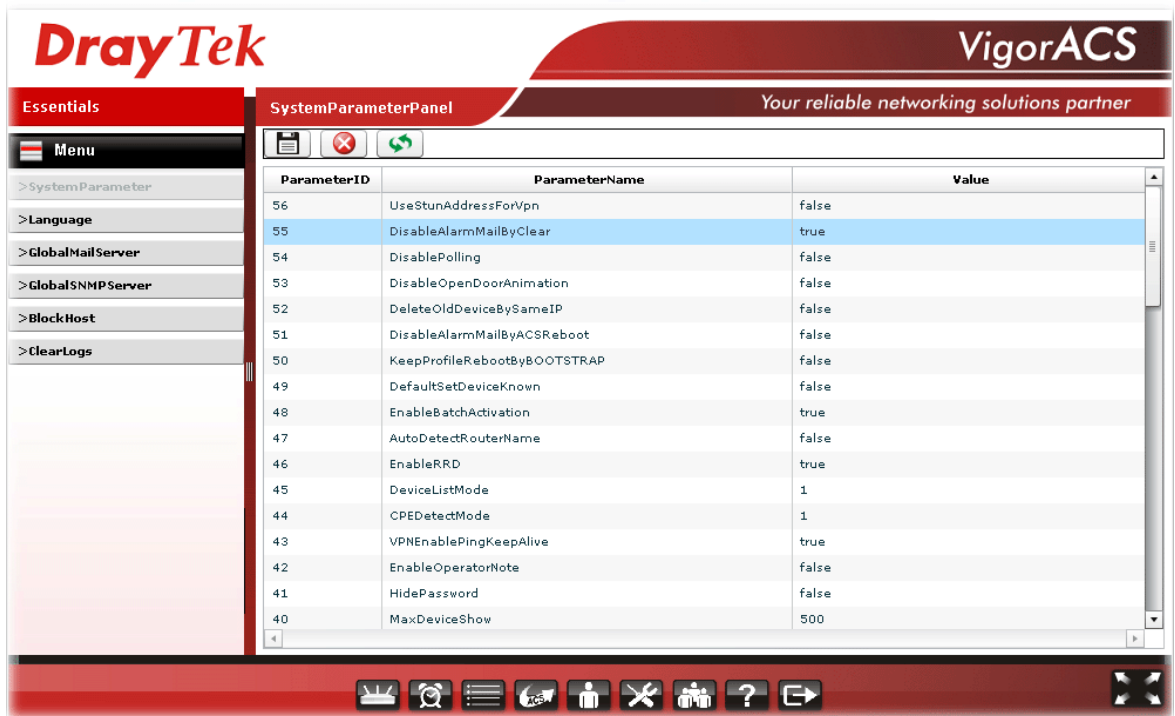 DrayTek
VigorACS
Essentials
SystemParameterPanel
Your reliable networking solutions partner
Menu
>SystemParameter
>Language
>GlobalMailServer
>GlobalSNMPServer
>BlockHost
>ClearLogs
ParameterID ParameterName Value
56 UseStunAddressForVpn false
55 DisableAlarmMailByClear true
54 DisablePolling false
53 DisableOpenDoorAnimation false
52 DeleteOldDeviceBySameIP false
51 DisableAlarmMailByACSReboot false
50 KeepProfileRebootByBOOTSTRAP false
49 DefaultSetDeviceKnown false
48 EnableBatchActivation true
47 AutoDetectRouterName false
46 EnableRRD true
45 DeviceListMode 1
44 CPEDetectMode 1
43 VPNEnablePingKeepAlive true
42 EnableOperatorNote false
41 HidePassword false
40 MaxDeviceShow 500
ACS
?